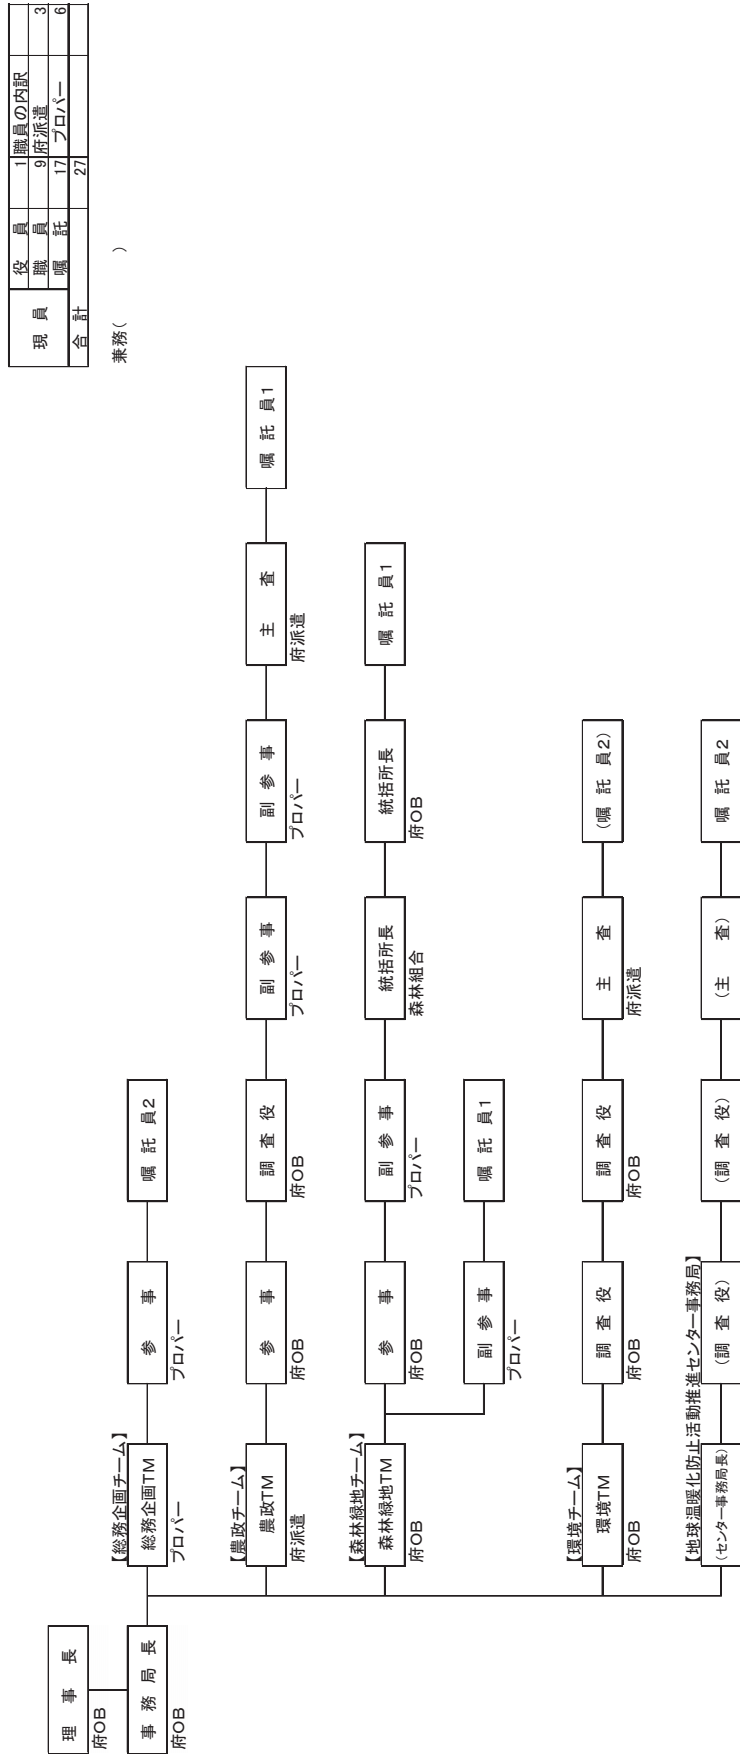 現 員 役 員 1 職員の内訳
職 員 9 府派遣 3
嘱 託 17 プロパー 6
合 計 27
兼務( )
理 事 長
府OB
事 務 局 長
府OB
【総務企画チーム】
総務企画TM
プロパー
参 事
プロパー
嘱 託 員2
【農政チーム】
農政TM
府派遣
参 事
府OB
調 査 役
府OB
副 参 事
プロパー
副 参 事
プロパー
主 査
府派遣
嘱 託 員1
【森林緑地チーム】
森林緑地TM
府OB
参 事
府OB
副 参 事
プロパー
統括所長
森林組合
統括所長
府OB
嘱 託 員1
副 参 事
プロパー
嘱 託 員1
【環境チーム】
環境TM
府OB
調 査 役
府OB
調 査 役
府OB
主 査
府派遣
(嘱 託 員2)
【地球温暖化防止活動推進センター事務局】
(センター事務局長)
(調 査 役)
(調 査 役)
(主 査)
嘱 託 員2